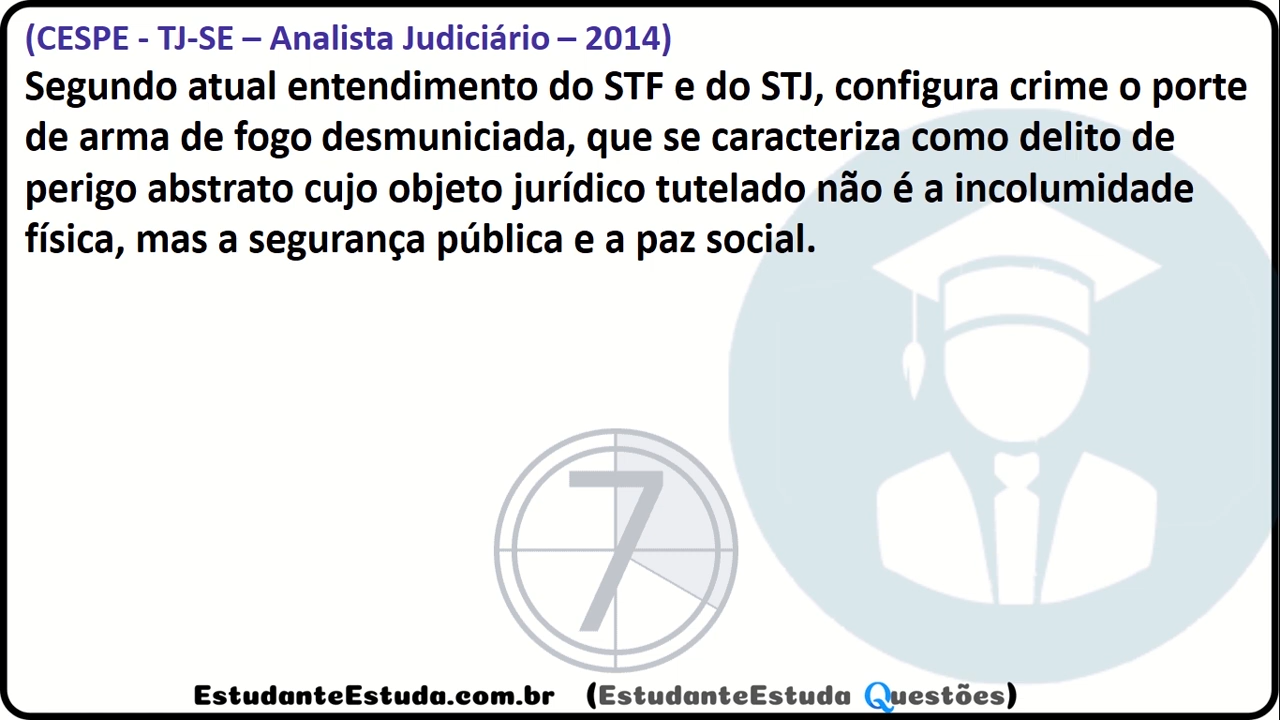 (CESPE - TJ-SE – Analista Judiciário – 2014)
Segundo atual entendimento do STF e do STJ, configura crime o porte
de arma de fogo desmuniciada, que se caracteriza como delito de
perigo abstrato cujo objeto jurídico tutelado não é a incolumidade
física, mas a segurança pública e a paz social.
7
EstudanteEstuda.com.br (EstudanteEstuda Questões)